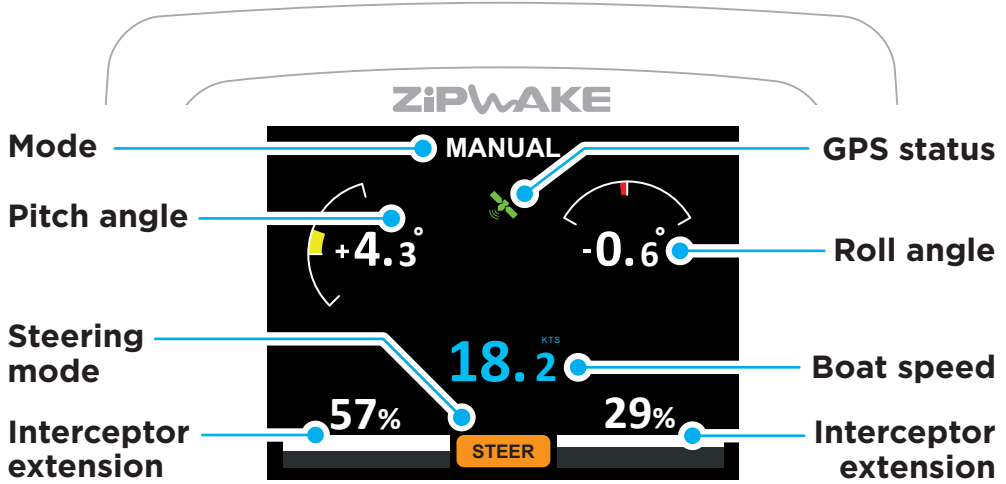 ZiPWAKE
Mode
MANUAL
GPS status
Pitch angle
+4.3°
-0.6°
Roll angle
Steering
mode
KTS
18.2
Boat speed
57%
29%
Interceptor
extension
STEER
Interceptor
extension